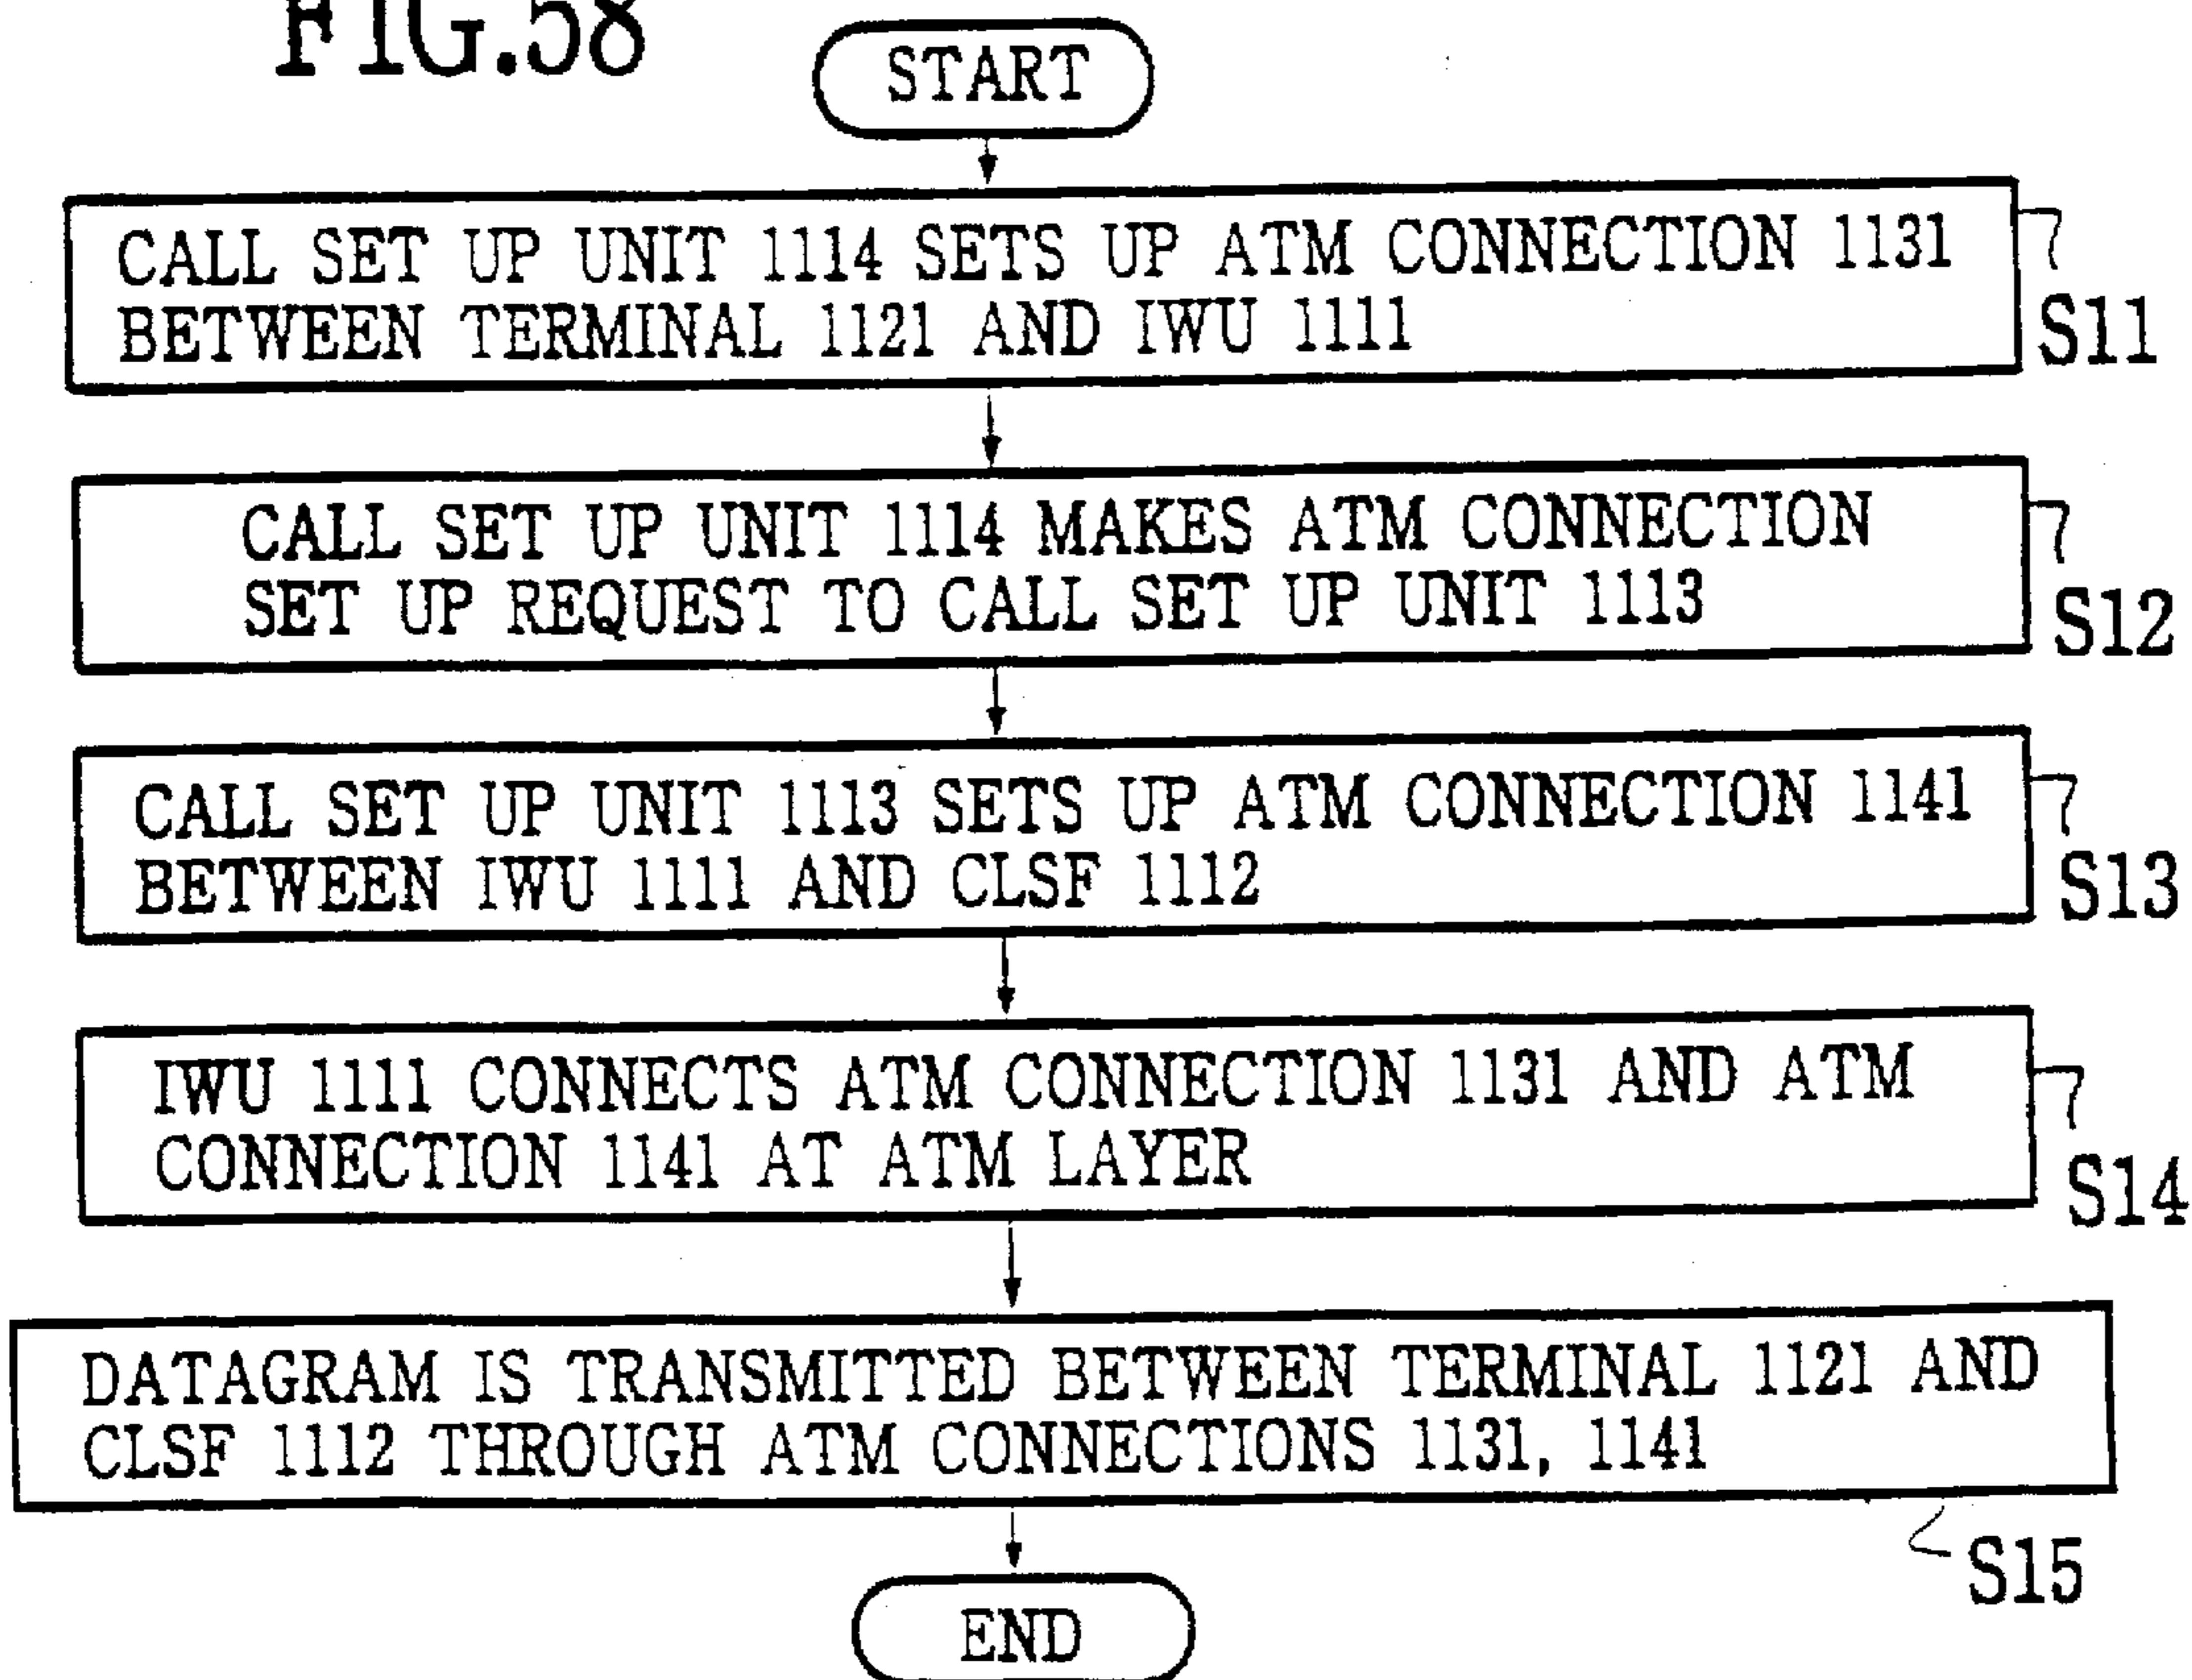 FIG.58
START
CALL SET UP UNIT 1114 SETS UP ATM CONNECTION 1131
BETWEEN TERMINAL 1121 AND IWU 1111
S11
CALL SET UP UNIT 1114 MAKES ATM CONNECTION
SET UP REQUEST TO CALL SET UP UNIT 1113
S12
CALL SET UP UNIT 1113 SETS UP ATM CONNECTION 1141
BETWEEN IWU 1111 AND CLSF 1112
S13
IWU 1111 CONNECTS ATM CONNECTION 1131 AND ATM
CONNECTION 1141 AT ATM LAYER
S14
DATAGRAM IS TRANSMITTED BETWEEN TERMINAL 1121 AND
CLSF 1112 THROUGH ATM CONNECTIONS 1131, 1141
S15
END